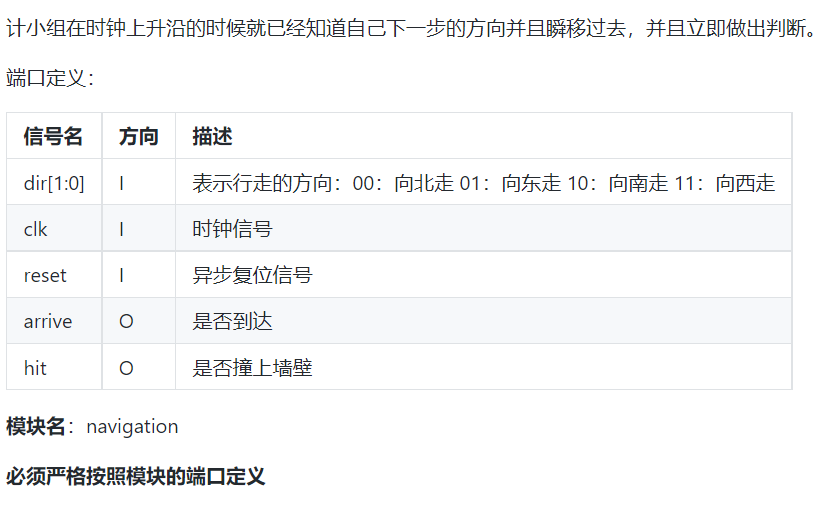 计小组在时钟上升沿的时候就已经知道自己下一步的方向并且瞬移过去，并且立即做出判断。
端口定义：
信号名 方向 描述
dir[1:0] I 表示行走的方向：00：向北走 01：向东走 10：向南走 11：向西走
clk I 时钟信号
reset I 异步复位信号
arrive O 是否到达
hit O 是否撞上墙壁
模块名：navigation
必须严格按照模块的端口定义